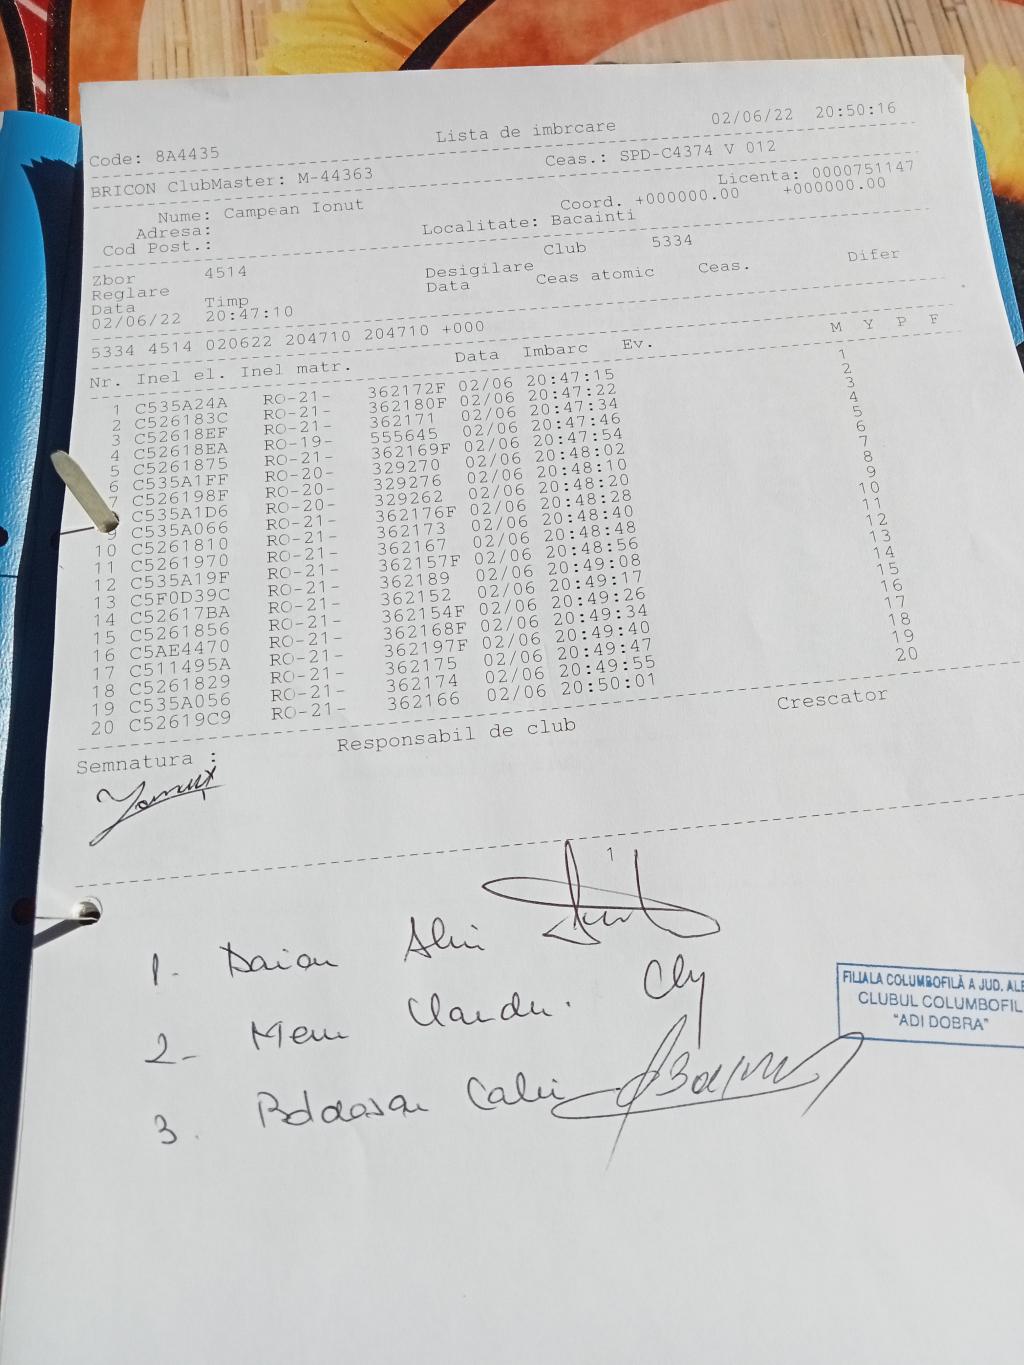 Lista de imbrcare 02/06/22 20:50:16
Code: 8A4435
BRICON ClubMaster: M-44363 Ceas.: SPD-C4374 V 012
Licenta: 0000751147
Nume: Campean Ionut Coord. +000000.00 +000000.00
Adresa: Localitate: Bacainti
Cod Post.:
Club 5334
Zbor 4514 Desigilare
Reglare Data Ceas atomic Ceas. Difer
Data Timp
02/06/22 20:47:10
5334 4514 020622 204710 204710 +000
Nr. Inel el. Inel matr. Data Imbarc Ev. M Y P F
1 C535A24A RO-21- 362172F 02/06 20:47:15 1
2 C526183C RO-21- 362180F 02/06 20:47:22 2
3 C52618EF RO-21- 362171 02/06 20:47:34 3
4 C52618EA RO-19- 555645 02/06 20:47:46 4
5 C5261875 RO-21- 362169F 02/06 20:47:54 5
6 C535A1FF RO-20- 329270 02/06 20:48:02 6
7 C526198F RO-20- 329276 02/06 20:48:10 7
C535A1D6 RO-20- 329262 02/06 20:48:20 8
9 C535A066 RO-21- 362176F 02/06 20:48:28 9
10 C5261810 RO-21- 362173 02/06 20:48:40 10
11 C5261970 RO-21- 362167 02/06 20:48:48 11
12 C535A19F RO-21- 362157F 02/06 20:48:56 12
13 C5F0D39C RO-21- 362189 02/06 20:49:08 13
14 C52617BA RO-21- 362152 02/06 20:49:17 14
15 C5261856 RO-21- 362154F 02/06 20:49:26 15
16 C5AE4470 RO-21- 362168F 02/06 20:49:34 16
17 C511495A RO-21- 362197F 02/06 20:49:40 17
18 C5261829 RO-21- 362175 02/06 20:49:47 18
19 C535A056 RO-21- 362174 02/06 20:49:55 19
20 C52619C9 RO-21- 362166 02/06 20:50:01 20
Semnatura : Responsabil de club Crescator
1
1. Daian Alin
2- Claudiu.
3. Calin
FILIALA COLUMBOFILĂ A JUD.
CLUBUL COLUMBOFIL
"ADI DOBRA"